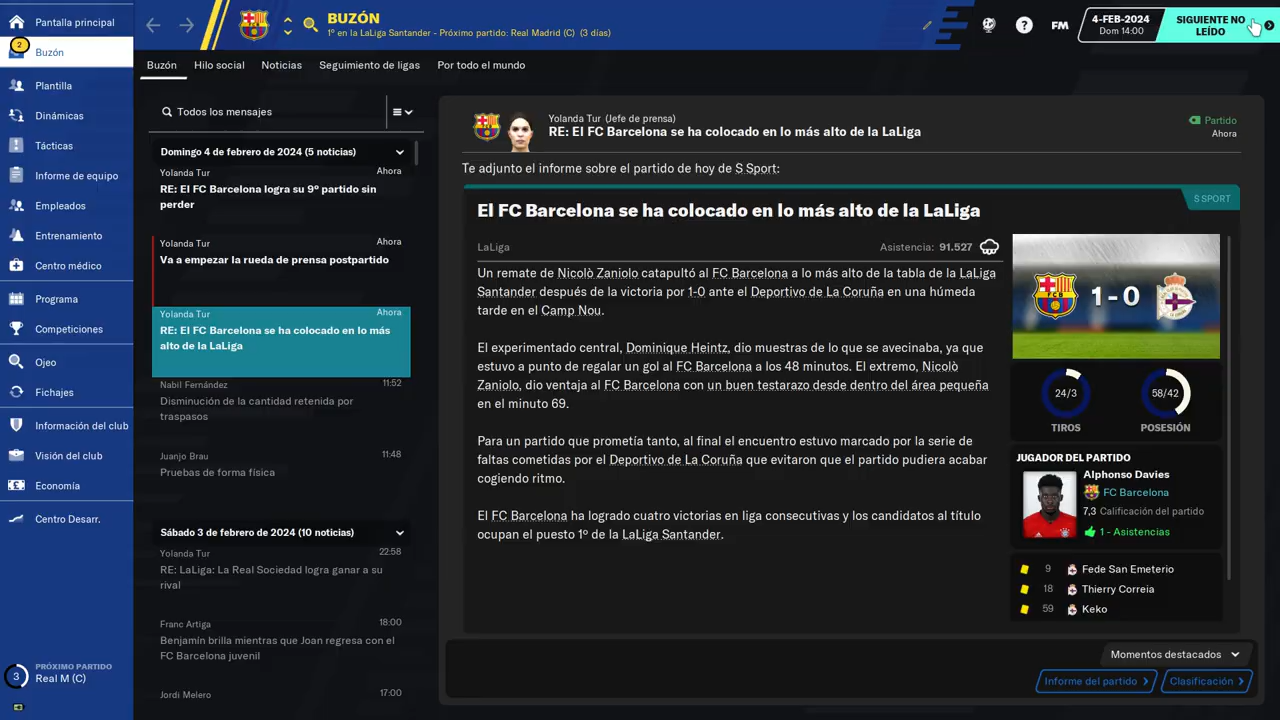 Pantalla principal
2
Buzón
Plantilla
Dinámicas
Tácticas
Informe de equipo
Empleados
Entrenamiento
Centro médico
Programa
Competiciones
Ojeo
Fichajes
Información del club
Visión del club
Economía
Centro Desarr.
3
PRÓXIMO PARTIDO
Real M (C)
BUZÓN
1º en la LaLiga Santander - Próximo partido: Real Madrid (C) (3 días)
?
FM
4-FEB-2024
Dom 14:00
SIGUIENTE NO
LEÍDO
Buzón
Hilo social
Noticias
Seguimiento de ligas
Por todo el mundo
Todos los mensajes
Domingo 4 de febrero de 2024 (5 noticias)
Yolanda Tur
Ahora
RE: El FC Barcelona logra su 9º partido sin
perder
Yolanda Tur
Ahora
Va a empezar la rueda de prensa postpartido
Yolanda Tur
Ahora
RE: El FC Barcelona se ha colocado en lo más
alto de la LaLiga
Nabil Fernández
11:52
Disminución de la cantidad retenida por
traspasos
Juanjo Brau
11:48
Pruebas de forma física
Sábado 3 de febrero de 2024 (10 noticias)
Yolanda Tur
22:58
RE: LaLiga: La Real Sociedad logra ganar a su
rival
Franc Artiga
18:00
Benjamín brilla mientras que Joan regresa con el
FC Barcelona juvenil
Jordi Melero
17:00
Yolanda Tur (Jefe de prensa)
RE: El FC Barcelona se ha colocado en lo más alto de la LaLiga
Partido
Ahora
Te adjunto el informe sobre el partido de hoy de S Sport:
S SPORT
El FC Barcelona se ha colocado en lo más alto de la LaLiga
LaLiga
Asistencia: 91.527
Un remate de Nicolò Zaniolo catapultó al FC Barcelona a lo más alto de la tabla de la LaLiga
Santander después de la victoria por 1-0 ante el Deportivo de La Coruña en una húmeda
tarde en el Camp Nou.
El experimentado central, Dominique Heintz, dio muestras de lo que se avecinaba, ya que
estuvo a punto de regalar un gol al FC Barcelona a los 48 minutos. El extremo, Nicolò
Zaniolo, dio ventaja al FC Barcelona con un buen testarazo desde dentro del área pequeña
en el minuto 69.
Para un partido que prometía tanto, al final el encuentro estuvo marcado por la serie de
faltas cometidas por el Deportivo de La Coruña que evitaron que el partido pudiera acabar
cogiendo ritmo.
El FC Barcelona ha logrado cuatro victorias en liga consecutivas y los candidatos al título
ocupan el puesto 1º de la LaLiga Santander.
1 - 0
24/3
TIROS
58/42
POSESIÓN
JUGADOR DEL PARTIDO
Alphonso Davies
FC Barcelona
7,3 Calificación del partido
1 - Asistencias
9 Fede San Emeterio
18 Thierry Correia
59 Keko
Momentos destacados
Informe del partido
Clasificación